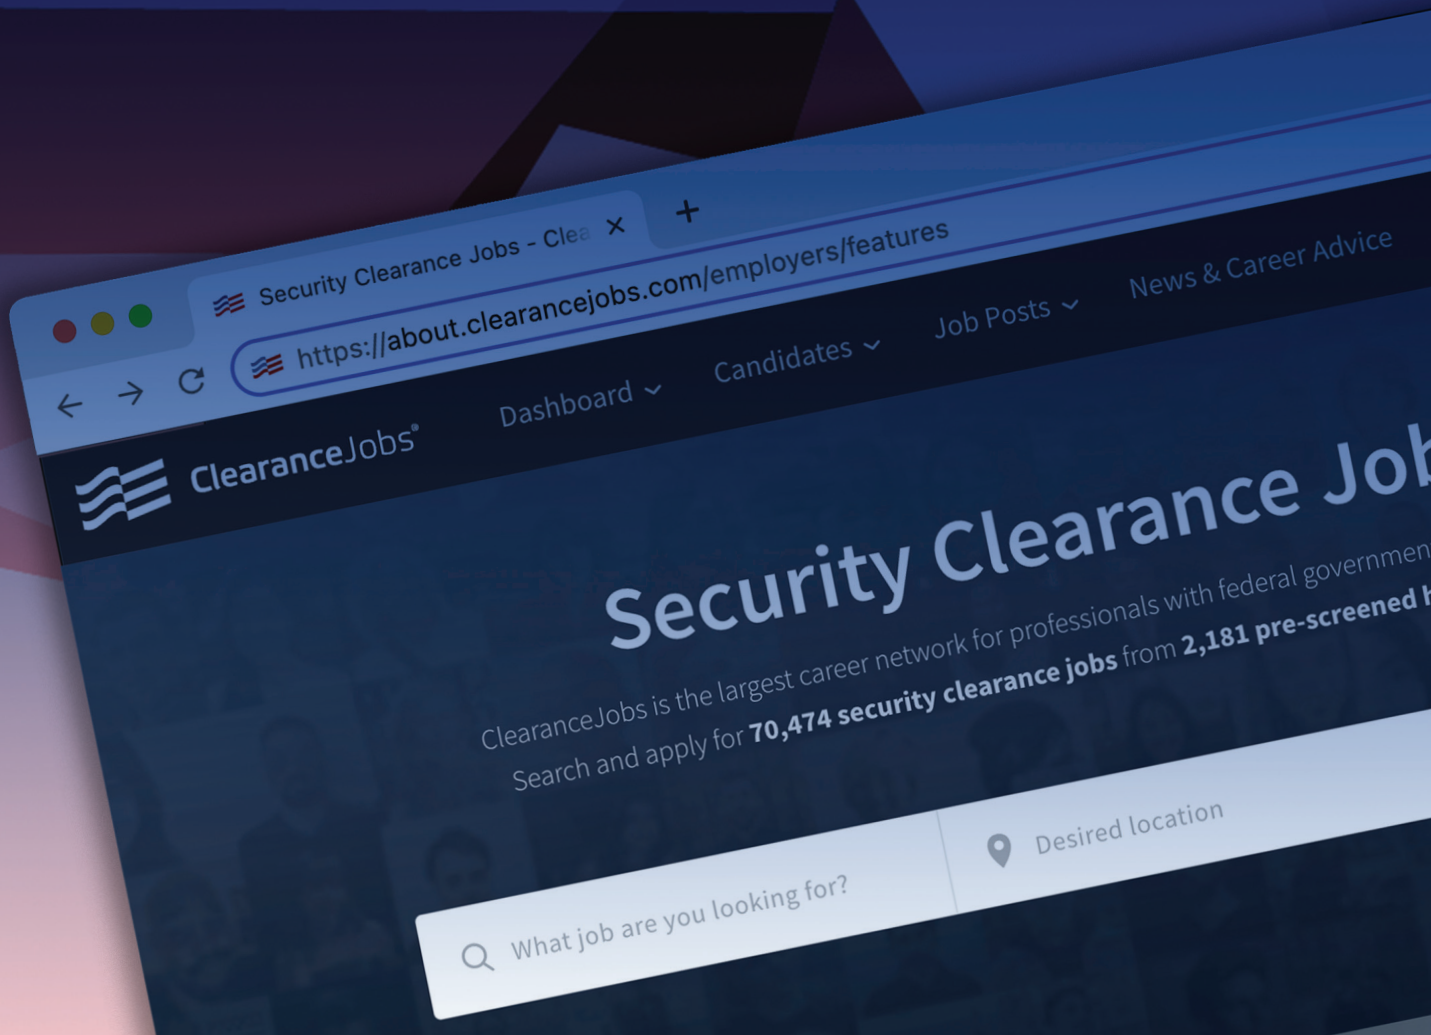 Security Clearance Jobs - Clea
https://about.clearancejobs.com/employers/features
ClearanceJobs®
Dashboard
Candidates
Job Posts
News & Career Advice
Security Clearance Job
ClearanceJobs is the largest career network for professionals with federal governmen
Search and apply for 70,474 security clearance jobs from 2,181 pre-screened h
What job are you looking for?
Desired location